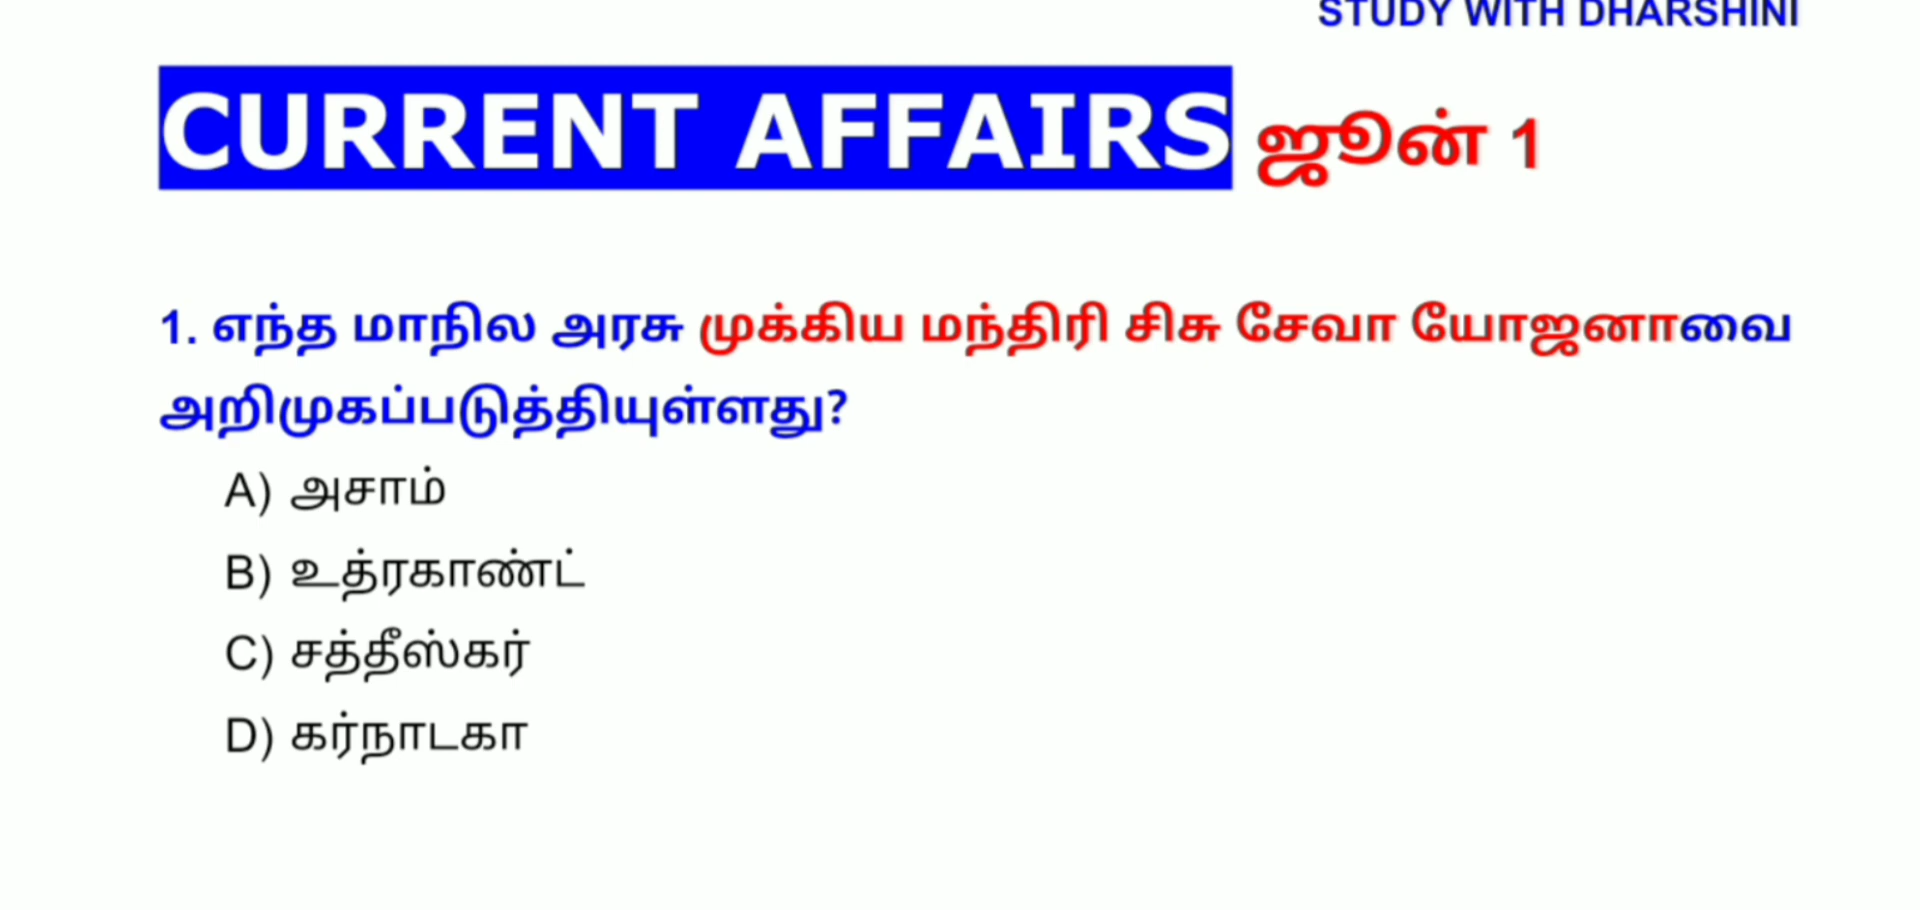 STUDY WITH DHARSHINI
CURRENT AFFAIRS ஜூன் 1
1. எந்த மாநில அரசு முக்கிய மந்திரி சிசு சேவா யோஜனாவை
அறிமுகப்படுத்தியுள்ளது?
A) அசாம்
B) உத்ரகாண்ட்
C) சத்தீஸ்கர்
D) கர்நாடகா